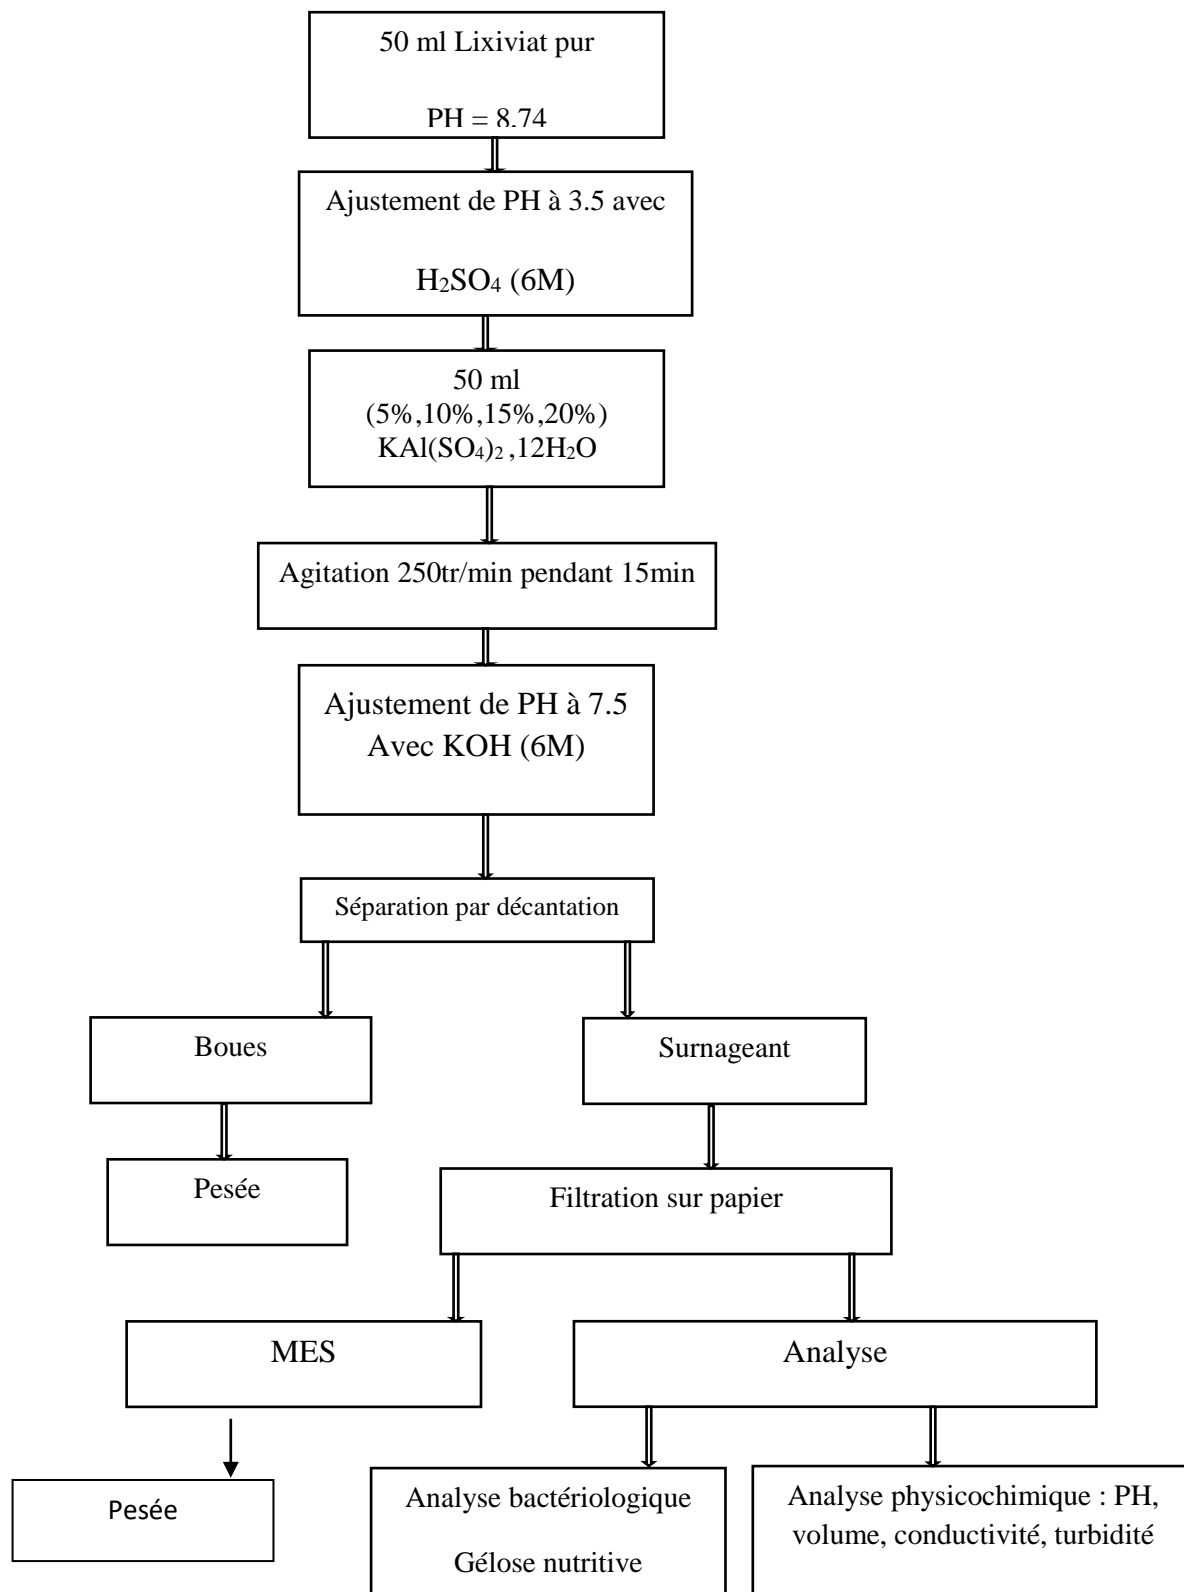 50 ml Lixiviat pur
PH = 8.74
Ajustement de PH à 3.5 avec
H₂SO₄ (6M)
50 ml
(5%,10%,15%,20%)
KAl(SO₄)₂ ,12H₂O
Agitation 250tr/min pendant 15min
Ajustement de PH à 7.5
Avec KOH (6M)
Séparation par décantation
Boues
Surnageant
Pesée
Filtration sur papier
MES
Analyse
Pesée
Analyse bactériologique
Gélose nutritive
Analyse physicochimique : PH,
volume, conductivité, turbidité